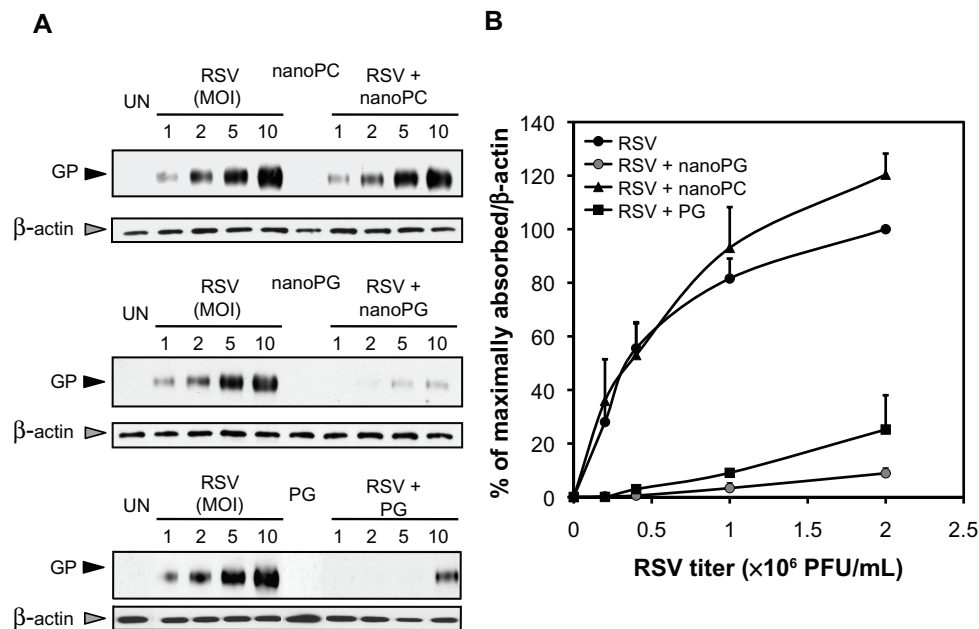 A
RSV
(MOI)
nanoPC
RSV +
nanoPC
UN
1 2 5 10 1 2 5 10
GP
β-actin
RSV
(MOI)
nanoPG
RSV +
nanoPG
UN
1 2 5 10 1 2 5 10
GP
β-actin
RSV
(MOI)
PG
RSV +
PG
UN
1 2 5 10 1 2 5 10
GP
β-actin
B
% of maximally absorbed/β-actin
140
120
100
80
60
40
20
0
RSV
RSV + nanoPG
RSV + nanoPC
RSV + PG
0 0.5 1 1.5 2 2.5
RSV titer (×10⁶ PFU/mL)